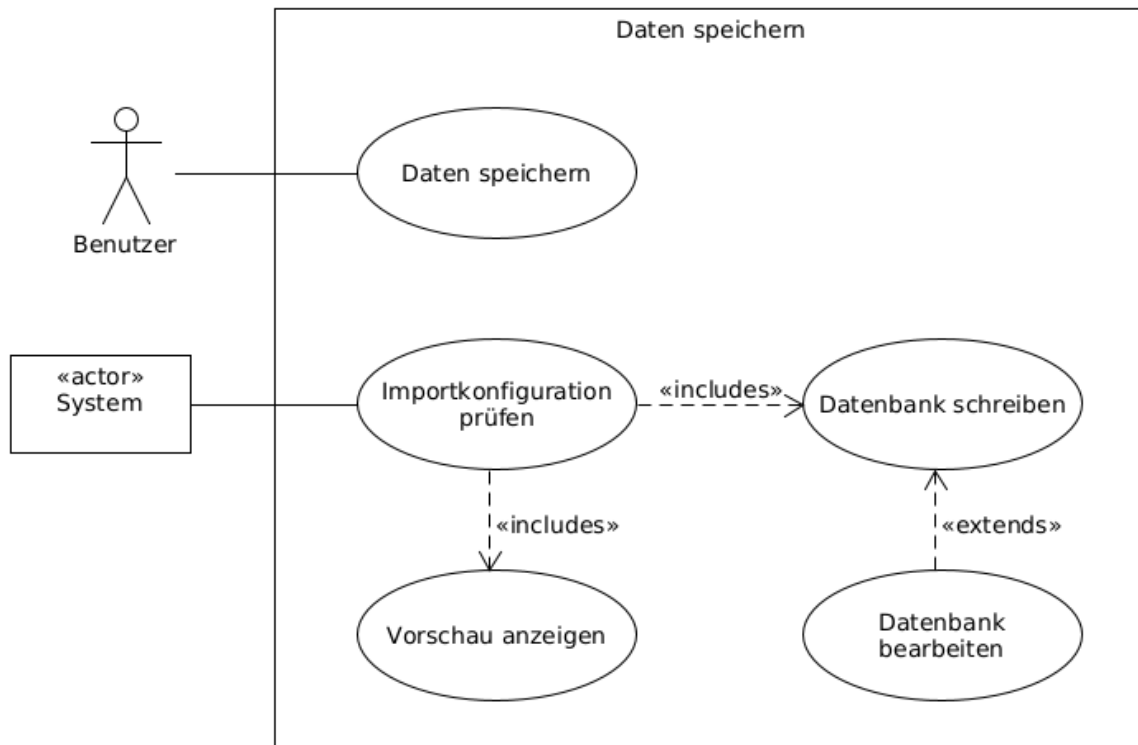 Daten speichern
Daten speichern
Benutzer
«actor»
System
Importkonfiguration
prüfen
«includes»
Datenbank schreiben
«includes»
«extends»
Vorschau anzeigen
Datenbank
bearbeiten